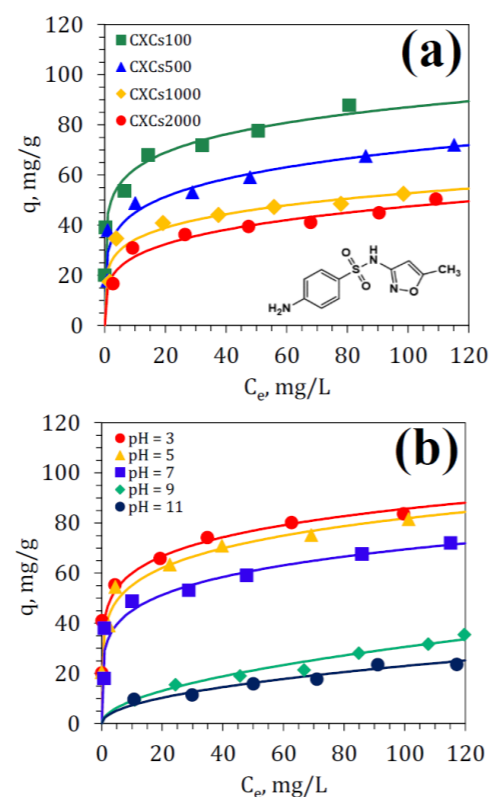 (a)
120
100
80
60
40
20
0
q, mg/g
CXCs100
CXCs500
CXCs1000
CXCs2000
H₂N
S
O
O
H
N
N
O
CH₃
0 20 40 60 80 100 120
Cₑ, mg/L
(b)
120
100
80
60
40
20
0
q, mg/g
pH = 3
pH = 5
pH = 7
pH = 9
pH = 11
0 20 40 60 80 100 120
Cₑ, mg/L